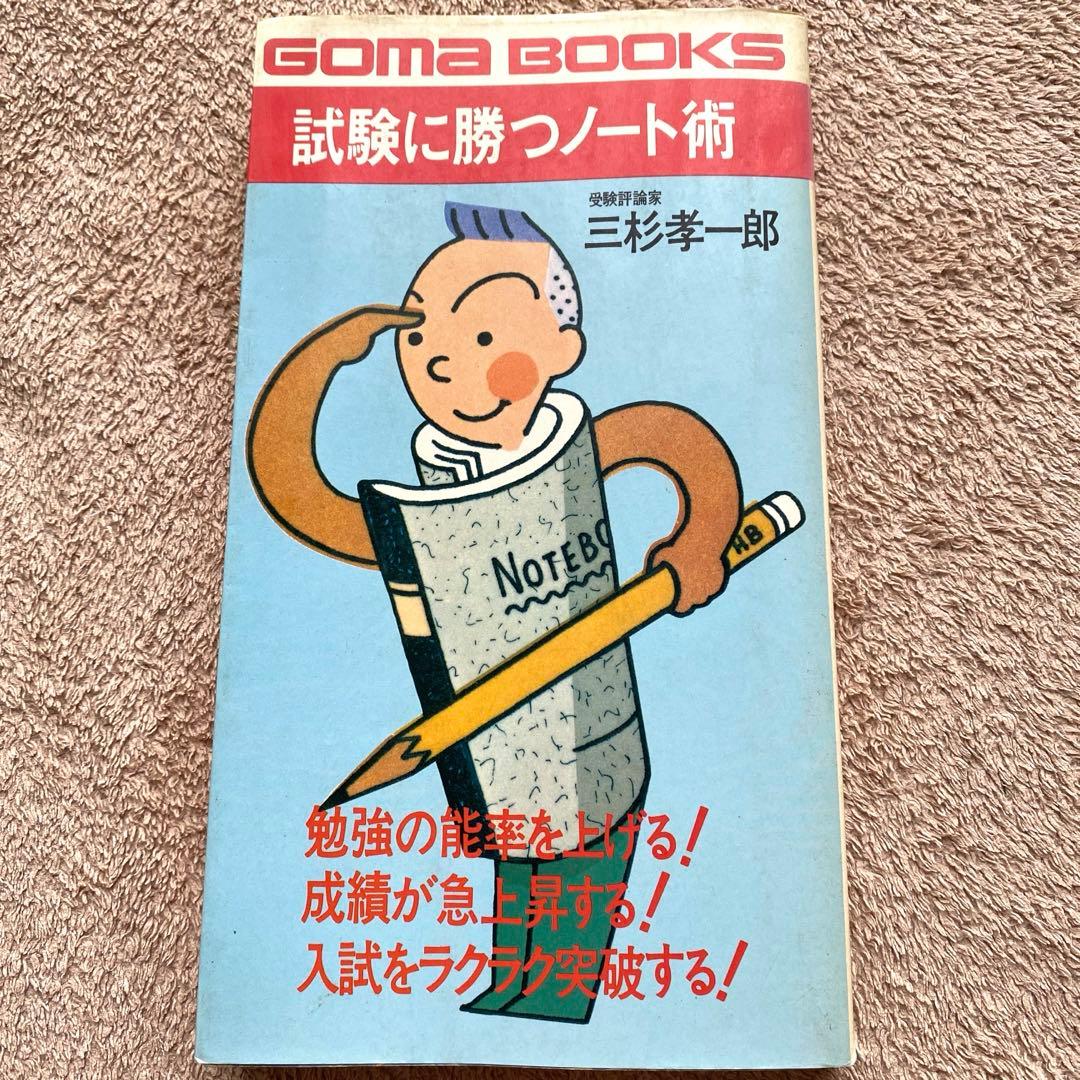 GOMA BOOKS
試験に勝つノート術
受験評論家
三杉孝一郎
NOTEBO
HB
勉強の能率を上げる!
成績が急上昇する!
入試をラクラク突破する!